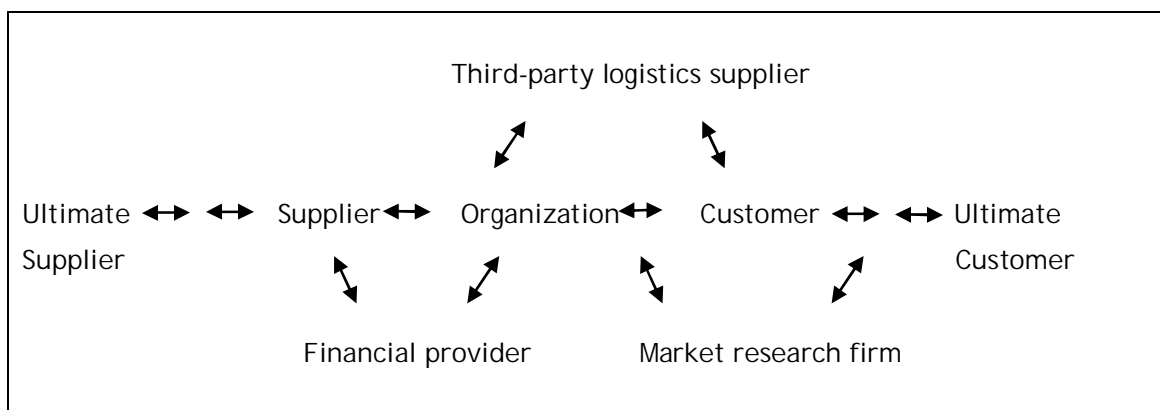 Third-party logistics supplier
Ultimate Supplier Organization Customer Ultimate
Supplier Customer
Financial provider Market research firm